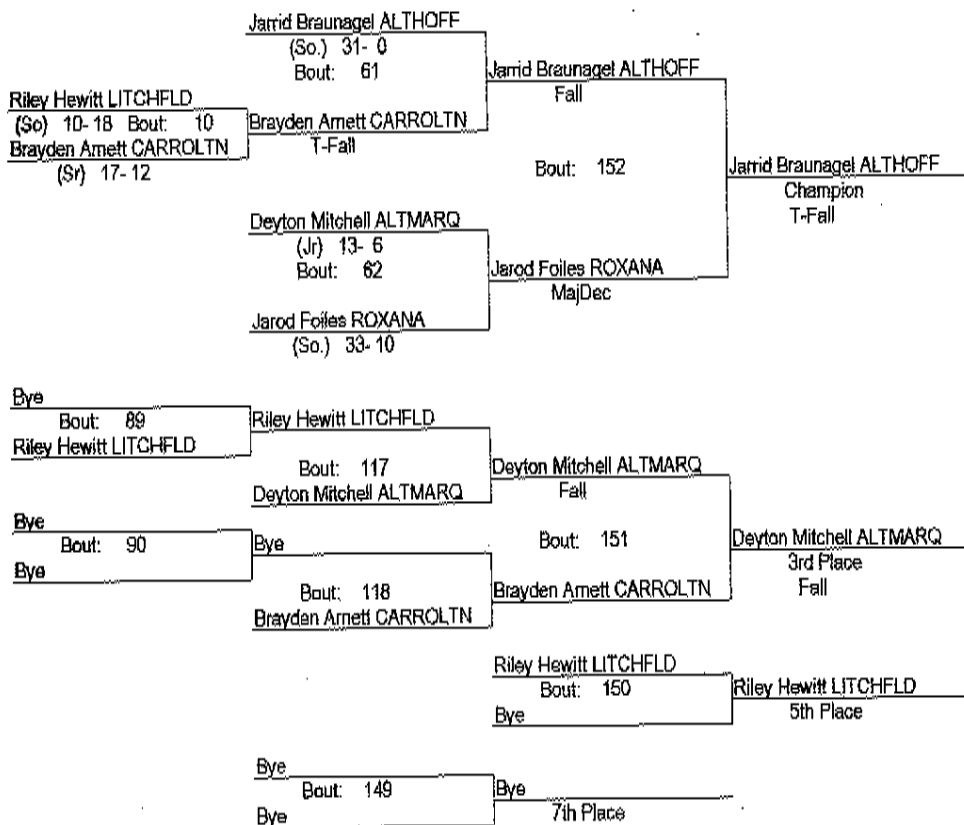 Jarrid Braunagel ALTHOFF
(So.) 31- 0
Bout: 61
Jarrid Braunagel ALTHOFF
Fall
Riley Hewitt LITCHFLD
(So) 10- 18 Bout: 10
Brayden Arnett CARROLTN
T-Fall
Brayden Arnett CARROLTN
(Sr) 17- 12
Bout: 152
Jarrid Braunagel ALTHOFF
Champion
T-Fall
Deyton Mitchell ALTMARQ
(Jr) 13- 6
Bout: 62
Jarod Foiles ROXANA
MajDec
Jarod Foiles ROXANA
(So.) 33- 10
Bye
Bout: 89
Riley Hewitt LITCHFLD
Riley Hewitt LITCHFLD
Bout: 117
Deyton Mitchell ALTMARQ
Deyton Mitchell ALTMARQ
Fall
Bye
Bout: 90
Bye
Bye
Bout: 151
Deyton Mitchell ALTMARQ
3rd Place
Fall
Bout: 118
Brayden Arnett CARROLTN
Brayden Arnett CARROLTN
Riley Hewitt LITCHFLD
Bout: 150
Riley Hewitt LITCHFLD
5th Place
Bye
Bye
Bout: 149
Bye
7th Place
Bye